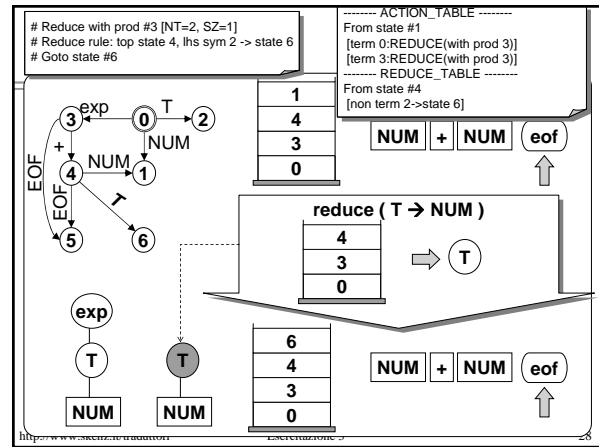 # Reduce with prod #3 [NT=2, SZ=1]
# Reduce rule: top state 4, lhs sym 2 -> state 6
# Goto state #6
-------- ACTION_TABLE --------
From state #1
[term 0:REDUCE(with prod 3)]
[term 3:REDUCE(with prod 3)]
-------- REDUCE_TABLE --------
From state #4
[non term 2->state 6]
3 exp 0 T 2
+ NUM
EOF 4 NUM 1
EOF T
5 6
1
4
3
0
NUM + NUM eof
reduce ( T → NUM )
4
3
0
T
exp
T
NUM
T
NUM
6
4
3
0
NUM + NUM eof
http://www.skenz.it/traduttori
Esercitazione 3
28